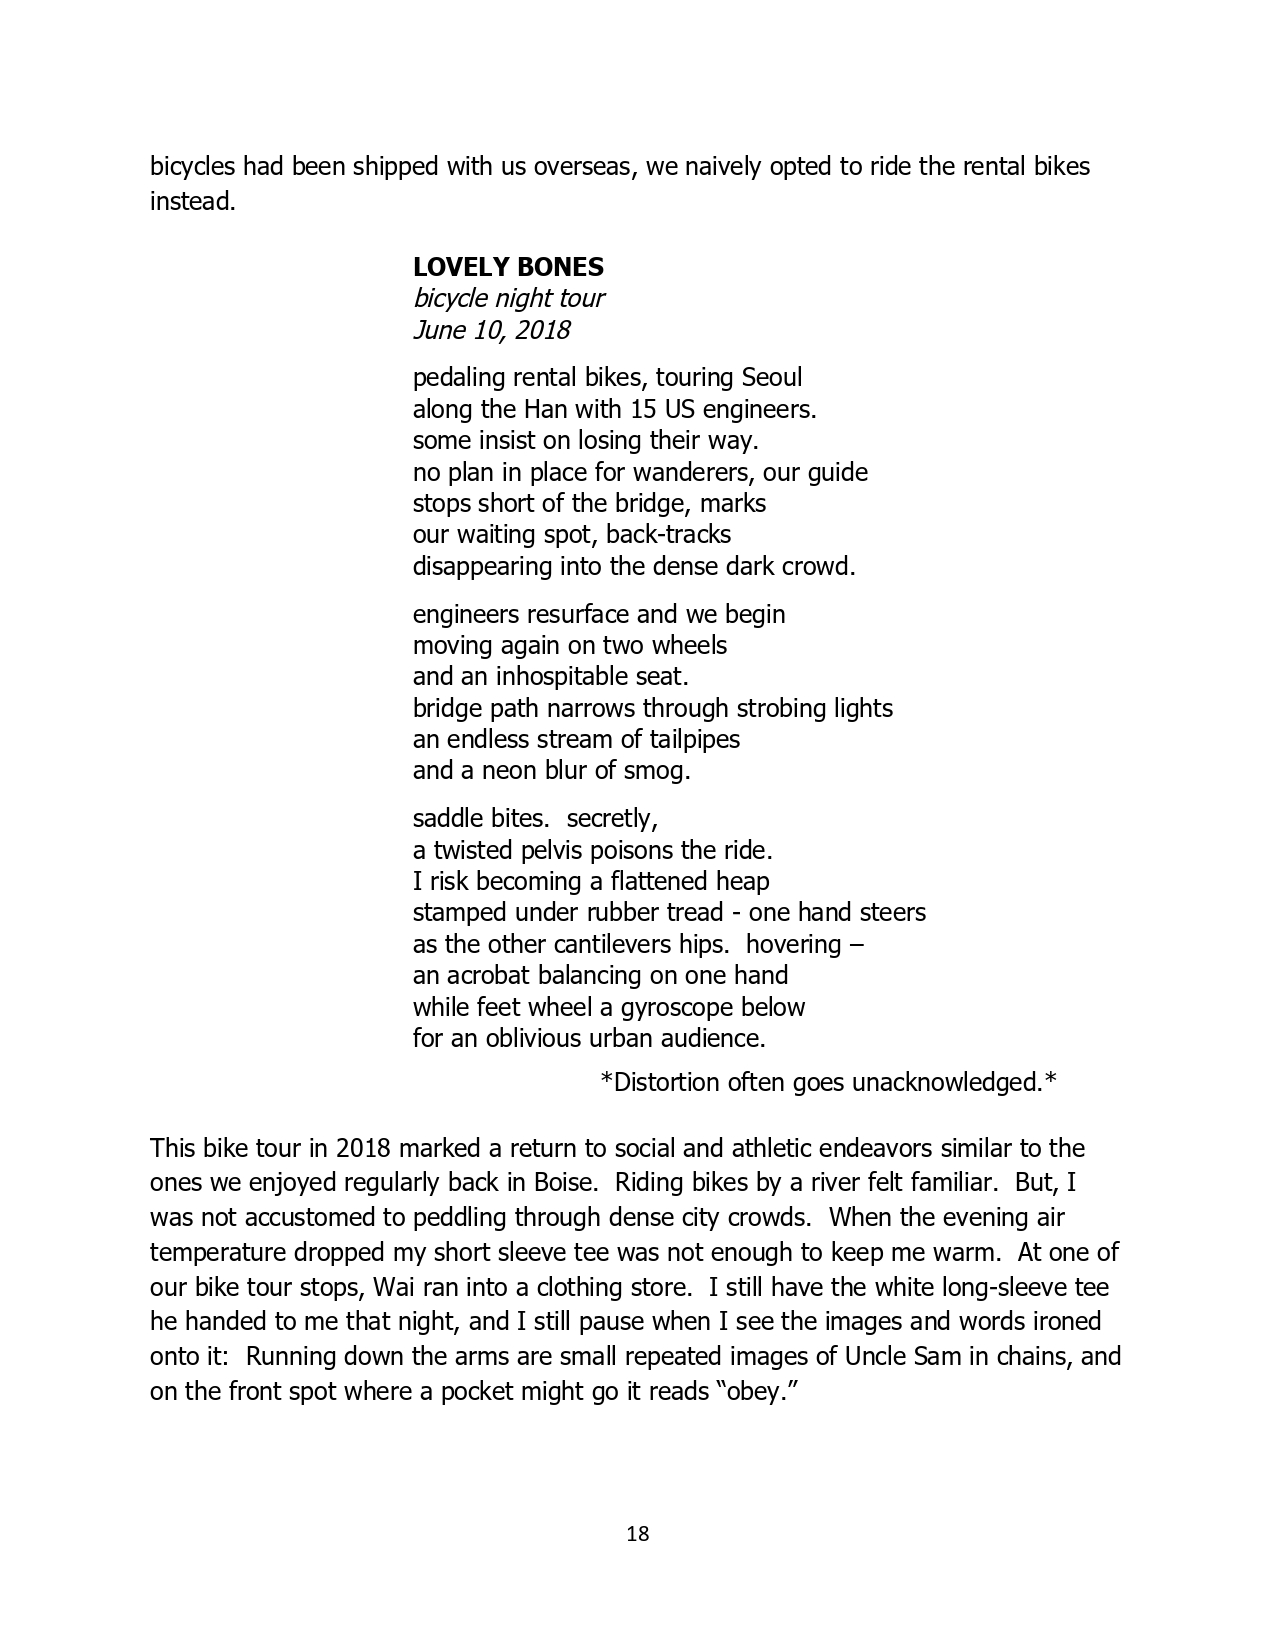 bicycles had been shipped with us overseas, we naively opted to ride the rental bikes
instead.
LOVELY BONES
bicycle night tour
June 10, 2018
pedaling rental bikes, touring Seoul
along the Han with 15 US engineers.
some insist on losing their way.
no plan in place for wanderers, our guide
stops short of the bridge, marks
our waiting spot, back-tracks
disappearing into the dense dark crowd.
engineers resurface and we begin
moving again on two wheels
and an inhospitable seat.
bridge path narrows through strobing lights
an endless stream of tailpipes
and a neon blur of smog.
saddle bites.  secretly,
a twisted pelvis poisons the ride.
I risk becoming a flattened heap
stamped under rubber tread - one hand steers
as the other cantilevers hips.  hovering –
an acrobat balancing on one hand
while feet wheel a gyroscope below
for an oblivious urban audience.
*Distortion often goes unacknowledged.*
This bike tour in 2018 marked a return to social and athletic endeavors similar to the
ones we enjoyed regularly back in Boise.  Riding bikes by a river felt familiar.  But, I
was not accustomed to peddling through dense city crowds.  When the evening air
temperature dropped my short sleeve tee was not enough to keep me warm.  At one of
our bike tour stops, Wai ran into a clothing store.  I still have the white long-sleeve tee
he handed to me that night, and I still pause when I see the images and words ironed
onto it:  Running down the arms are small repeated images of Uncle Sam in chains, and
on the front spot where a pocket might go it reads “obey.”
18